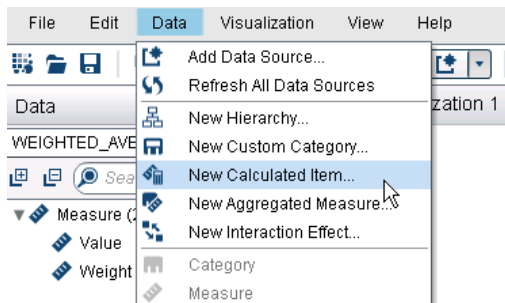 File Edit Data Visualization View Help
Add Data Source...
Refresh All Data Sources
Data
zation 1
New Hierarchy...
WEIGHTED_AVE
New Custom Category...
Sea
New Calculated Item...
Measure (2
New Aggregated Measure...
Value
New Interaction Effect...
Weight
Category
Measure